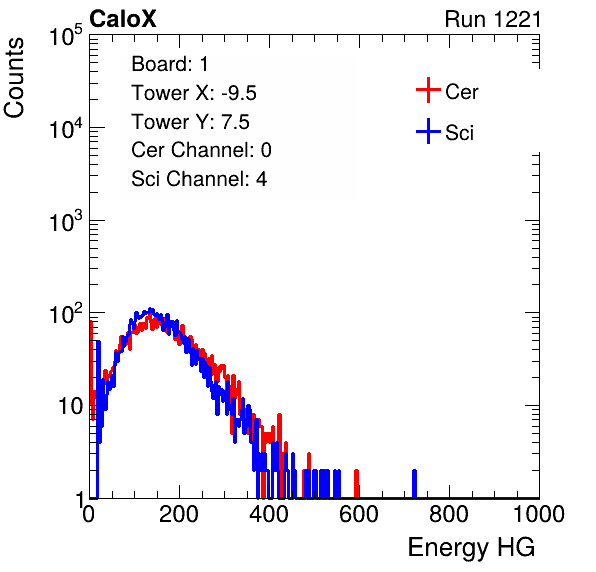 CaloX Run 1221
Counts
Board: 1
Tower X: -9.5
Tower Y: 7.5
Cer Channel: 0
Sci Channel: 4
Cer
Sci
10^5
10^4
10^3
10^2
10
1
0 200 400 600 800 1000
Energy HG